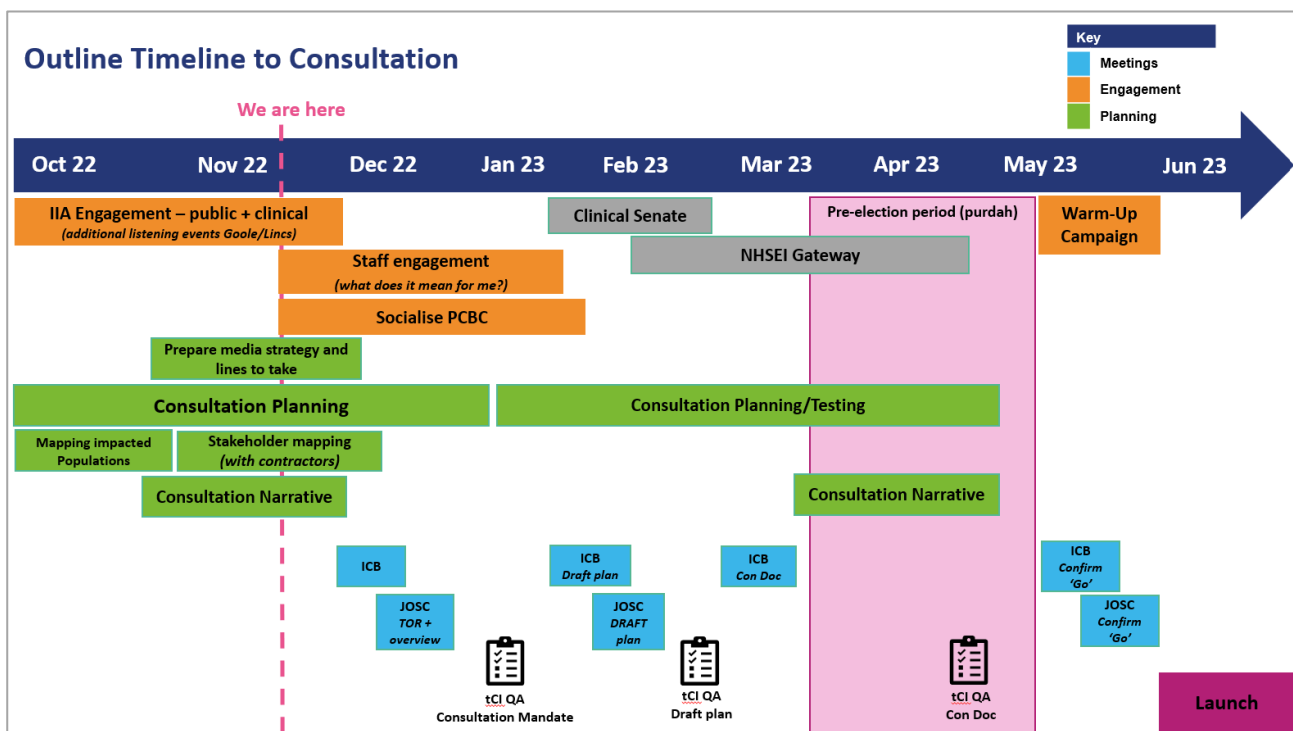 Outline Timeline to Consultation
Key
Meetings
Engagement
Planning
We are here
Oct 22
Nov 22
Dec 22
Jan 23
Feb 23
Mar 23
Apr 23
May 23
Jun 23
IIA Engagement – public + clinical
(additional listening events Goole/Lincs)
Clinical Senate
Pre-election period (purdah)
Warm-Up
Campaign
Staff engagement
(what does it mean for me?)
NHSEI Gateway
Socialise PCBC
Prepare media strategy and
lines to take
Consultation Planning
Consultation Planning/Testing
Mapping impacted
Populations
Stakeholder mapping
(with contractors)
Consultation Narrative
Consultation Narrative
ICB
ICB
Draft plan
ICB
Con Doc
ICB
Confirm
‘Go’
JOSC
TOR +
overview
JOSC
DRAFT
plan
JOSC
Confirm
‘Go’
tCI QA
Consultation Mandate
tCI QA
Draft plan
tCI QA
Con Doc
Launch